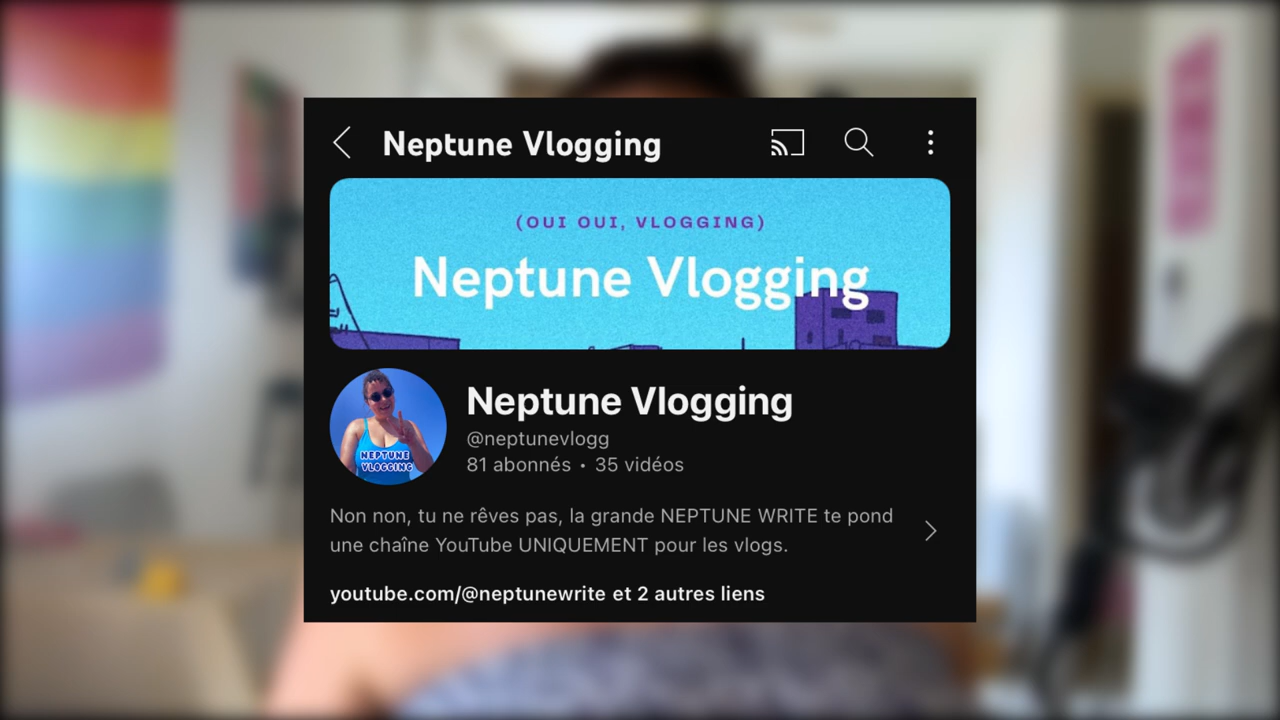 Neptune Vlogging
(OUI OUI, VLOGGING)
Neptune Vlogging
NEPTUNE
VLOGGING
Neptune Vlogging
@neptunevlogg
81 abonnés • 35 vidéos
Non non, tu ne rêves pas, la grande NEPTUNE WRITE te pond
une chaîne YouTube UNIQUEMENT pour les vlogs.
youtube.com/@neptunewrite et 2 autres liens